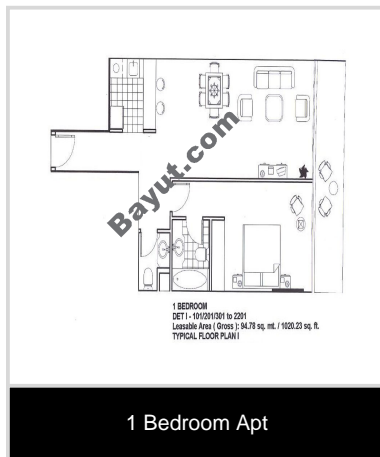 Bayut.com
1 BEDROOM
DET I - 101/201/301 to 2201
Leasable Area ( Gross ): 94.78 sq. mt. / 1020.23 sq. ft.
TYPICAL FLOOR PLAN I
1 Bedroom Apt